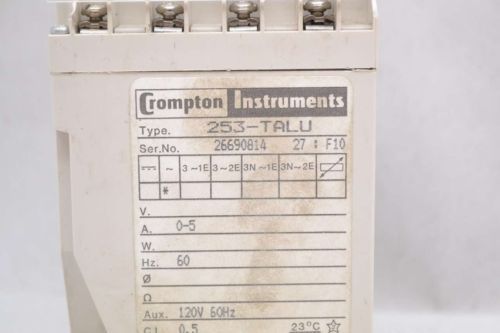 Crompton Instruments
Type. 253-TALU
Ser.No. 26690814 27 : F10
~ 3~1E 3~2E 3N~1E 3N~2E
*
V.
A. 0-5
W.
Hz. 60
Ø
Ω
Aux. 120V 60Hz
C.I. 0.5 23°C